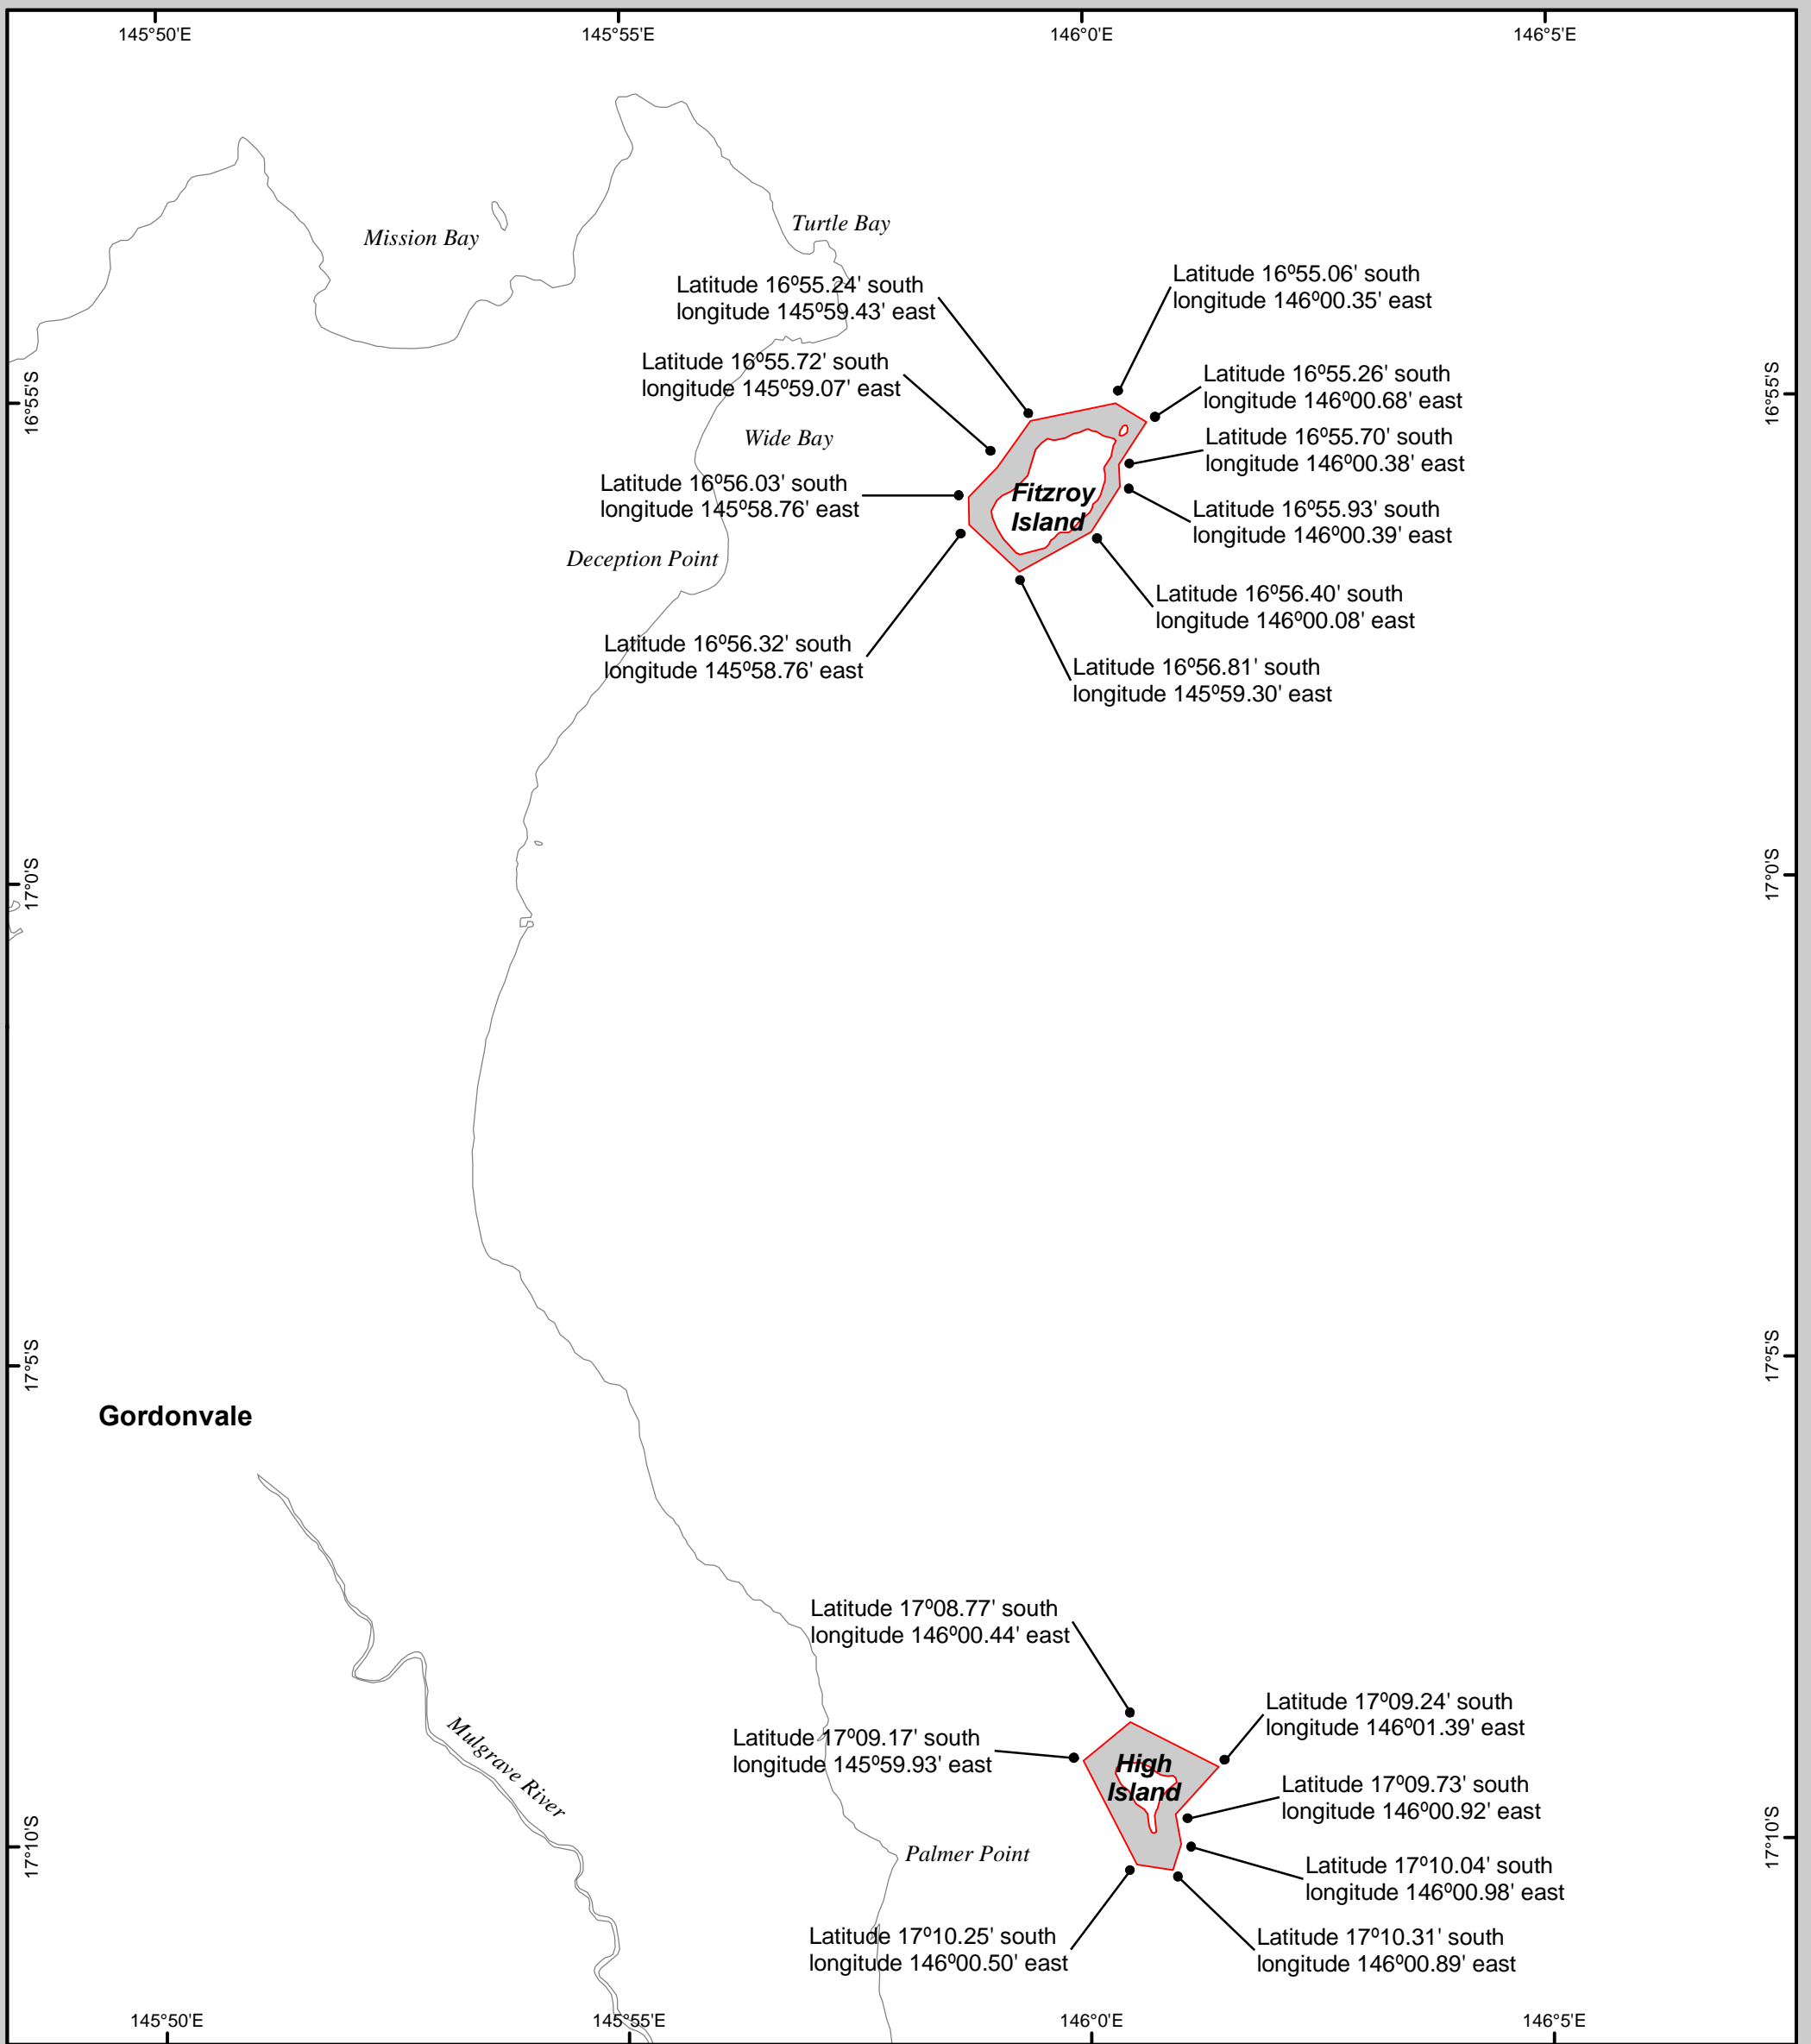 145°50'E
145°55'E
146°0'E
146°5'E
Turtle Bay
Mission Bay
Latitude 16º55.06' south
longitude 146º00.35' east
Latitude 16º55.24' south
longitude 145º59.43' east
Latitude 16º55.72' south
longitude 145º59.07' east
Latitude 16º55.26' south
longitude 146º00.68' east
16°55'S
16°55'S
Wide Bay
Latitude 16º55.70' south
longitude 146º00.38' east
Latitude 16º56.03' south
longitude 145º58.76' east
Fitzroy
Island
Latitude 16º55.93' south
longitude 146º00.39' east
Deception Point
Latitude 16º56.40' south
longitude 146º00.08' east
Latitude 16º56.32' south
longitude 145º58.76' east
Latitude 16º56.81' south
longitude 145º59.30' east
17°0'S
17°0'S
17°5'S
17°5'S
Gordonvale
Latitude 17º08.77' south
longitude 146º00.44' east
Latitude 17º09.24' south
longitude 146º01.39' east
Latitude 17º09.17' south
longitude 145º59.93' east
Mulgrave River
High
Island
Latitude 17º09.73' south
longitude 146º00.92' east
17°10'S
17°10'S
Palmer Point
Latitude 17º10.04' south
longitude 146º00.98' east
Latitude 17º10.25' south
longitude 146º00.50' east
Latitude 17º10.31' south
longitude 146º00.89' east
145°50'E
145°55'E
146°0'E
146°5'E